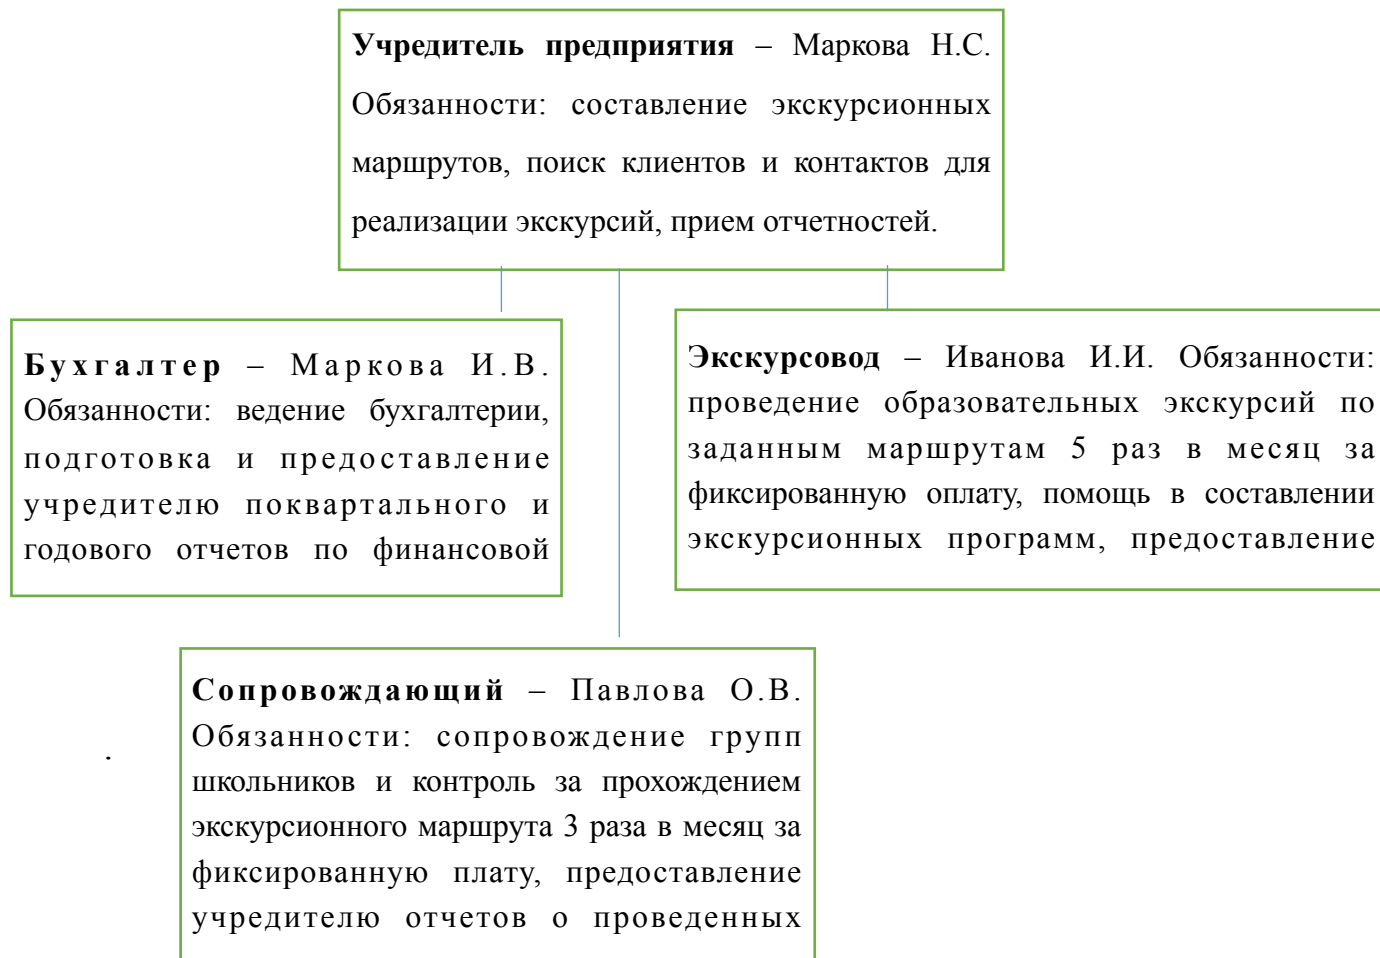 Учредитель предприятия – Маркова Н.С.
Обязанности: составление экскурсионных
маршрутов, поиск клиентов и контактов для
реализации экскурсий, прием отчетностей.
Бухгалтер – Маркова И.В.
Обязанности: ведение бухгалтерии,
подготовка и предоставление
учредителю поквартального и
годового отчетов по финансовой
Экскурсовод – Иванова И.И. Обязанности:
проведение образовательных экскурсий по
заданным маршрутам 5 раз в месяц за
фиксированную оплату, помощь в составлении
экскурсионных программ, предоставление
Сопровождающий – Павлова О.В.
Обязанности: сопровождение групп
школьников и контроль за прохождением
экскурсионного маршрута 3 раза в месяц за
фиксированную плату, предоставление
учредителю отчетов о проведенных
.